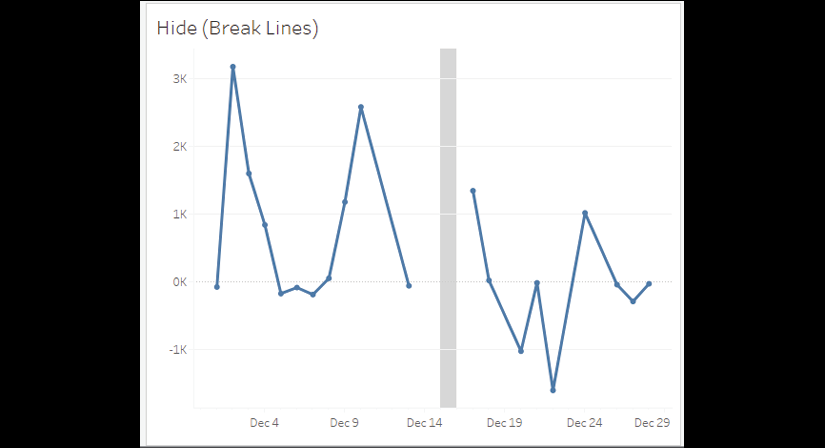 Hide (Break Lines)
3K
2K
1K
0K
-1K
Dec 4 Dec 9 Dec 14 Dec 19 Dec 24 Dec 29